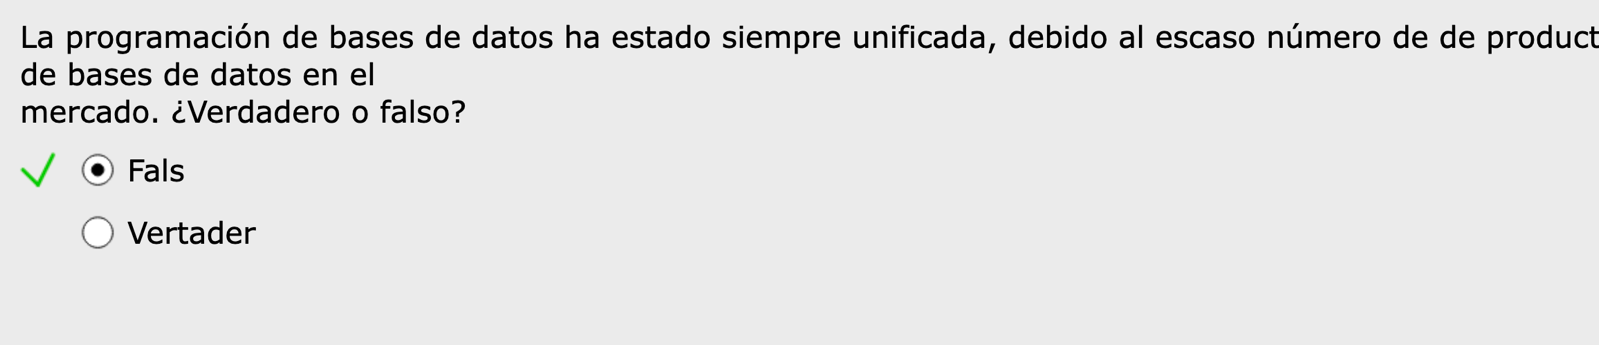 La programación de bases de datos ha estado siempre unificada, debido al escaso número de de product
de bases de datos en el
mercado. ¿Verdadero o falso?
Fals
Vertader